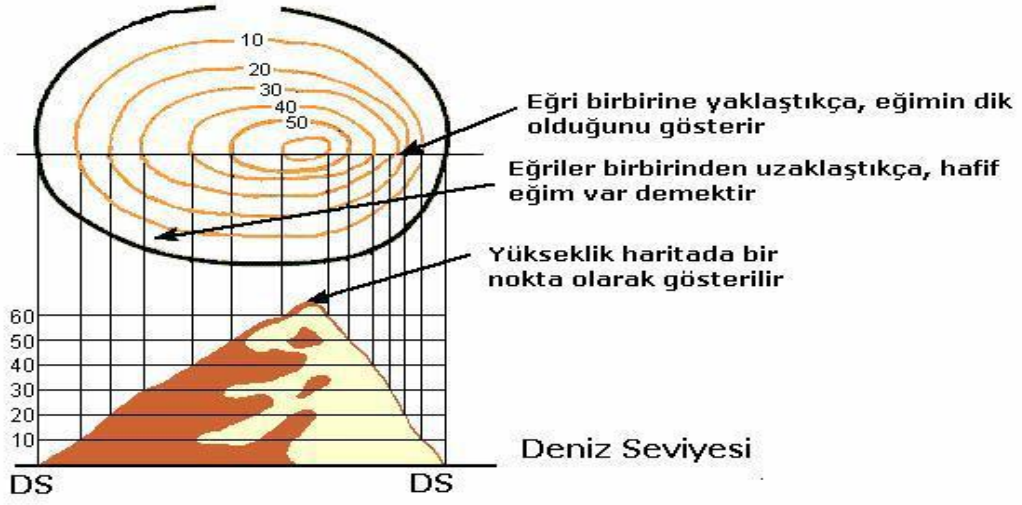 10
20
30
40
50
Eğri birbirine yaklaştıkça, eğimin dik
olduğunu gösterir
Eğriler birbirinden uzaklaştıkça, hafif
eğim var demektir
Yükseklik haritada bir
nokta olarak gösterilir
60
50
40
30
20
10
Deniz Seviyesi
DS
DS